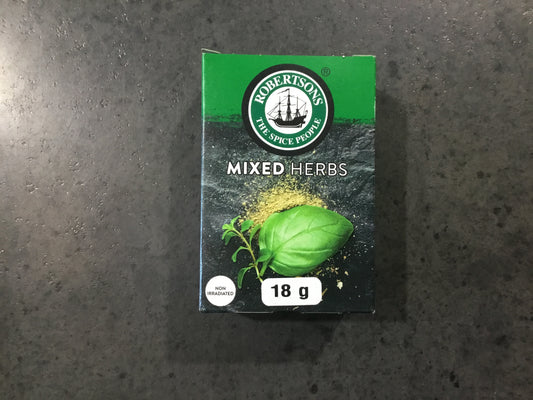 ROBERTSONS
®
THE SPICE PEOPLE
MIXED HERBS
NON
IRRADIATED
18 g